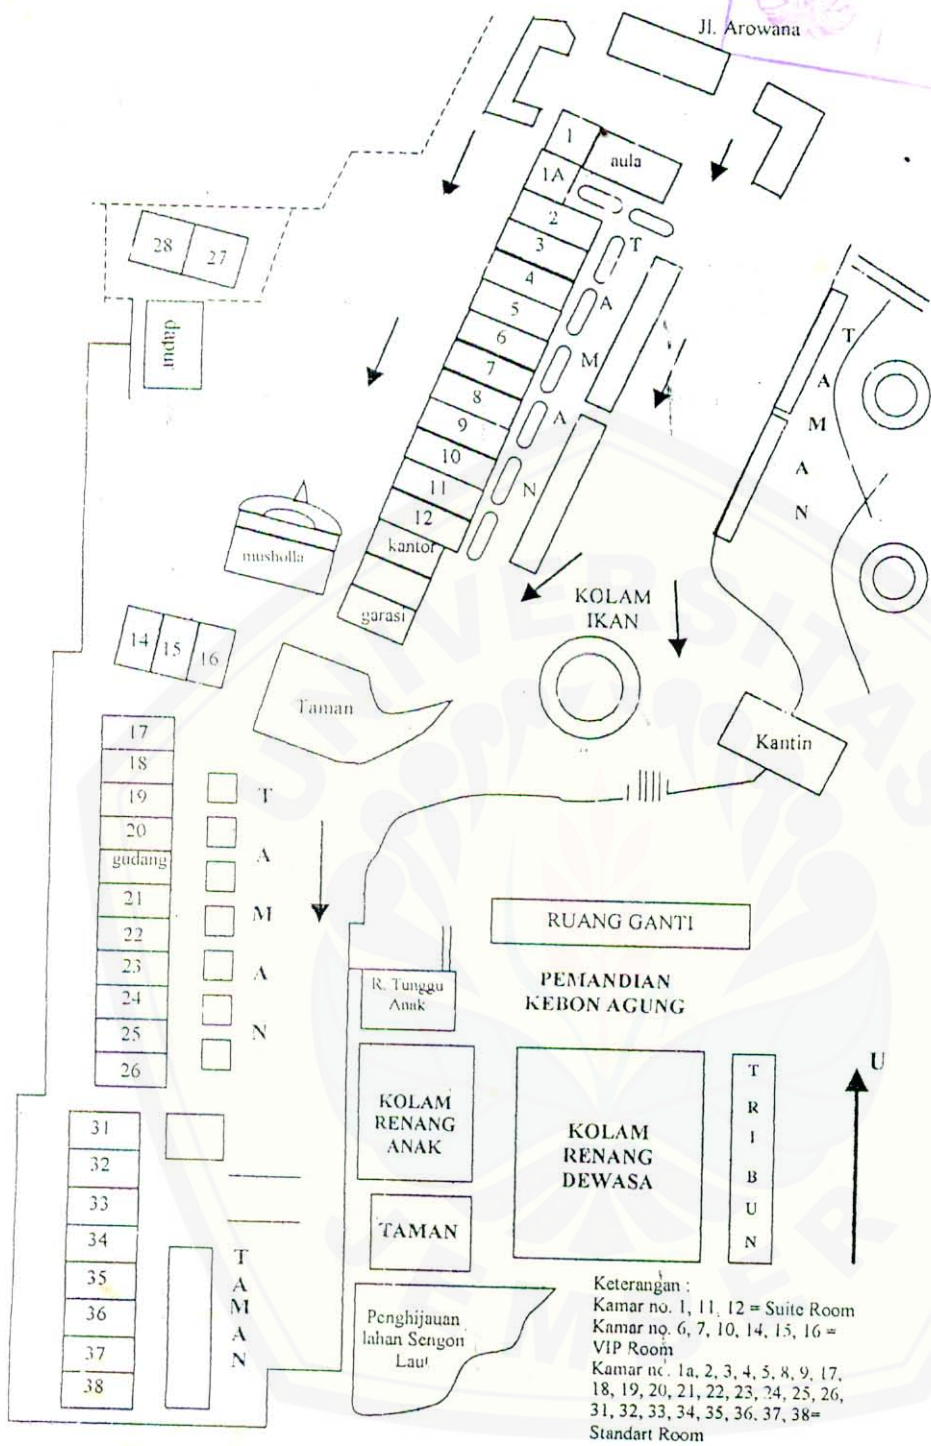 Jl. Arowana
1
aula
1A
2
3
4
5
6
7
8
9
10
11
12
kantor
garasi
T
A
M
A
N
28
27
dapur
musholla
14
15
16
Taman
KOLAM
IKAN
T
A
M
A
N
Kantin
17
18
19
20
gudang
21
22
23
24
25
26
T
A
M
A
N
RUANG GANTI
R. Tunggu
Anak
PEMANDIAN
KEBON AGUNG
KOLAM
RENANG
ANAK
KOLAM
RENANG
DEWASA
T
R
I
B
U
N
U
31
32
33
34
35
36
37
38
T
A
M
A
N
TAMAN
Penghijauan
lahan Sengon
Laut
Keterangan :
Kamar no. 1, 11, 12 = Suite Room
Kamar no. 6, 7, 10, 14, 15, 16 =
VIP Room
Kamar no. 1a, 2, 3, 4, 5, 8, 9, 17,
18, 19, 20, 21, 22, 23, 24, 25, 26,
31, 32, 33, 34, 35, 36, 37, 38=
Standart Room
UNIVERSITAS
JEMBER